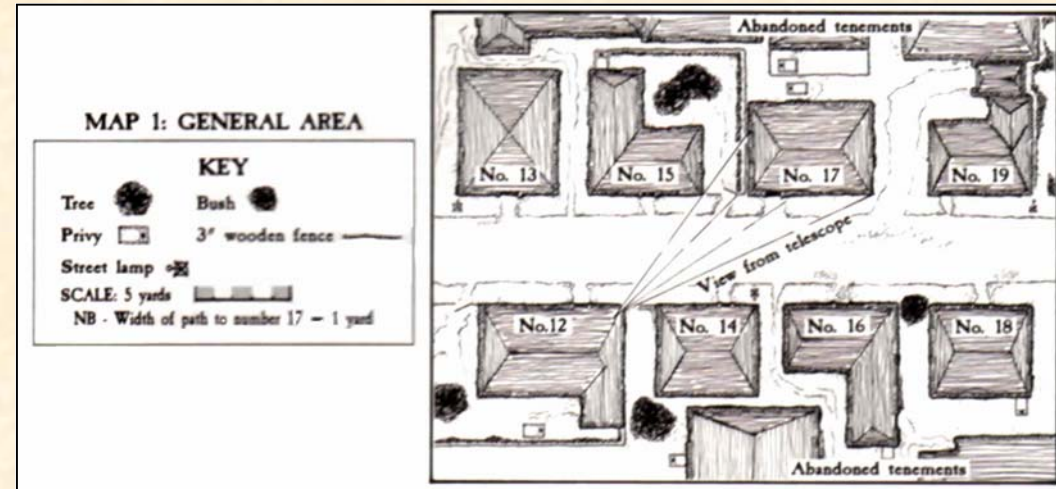 MAP 1: GENERAL AREA
KEY
Tree Bush
Privy 3" wooden fence
Street lamp
SCALE: 5 yards
NB - Width of path to number 17 = 1 yard
Abandoned tenements
No. 13
No. 15
No. 17
No. 19
View from telescope
No.12
No. 14
No. 16
No. 18
Abandoned tenements